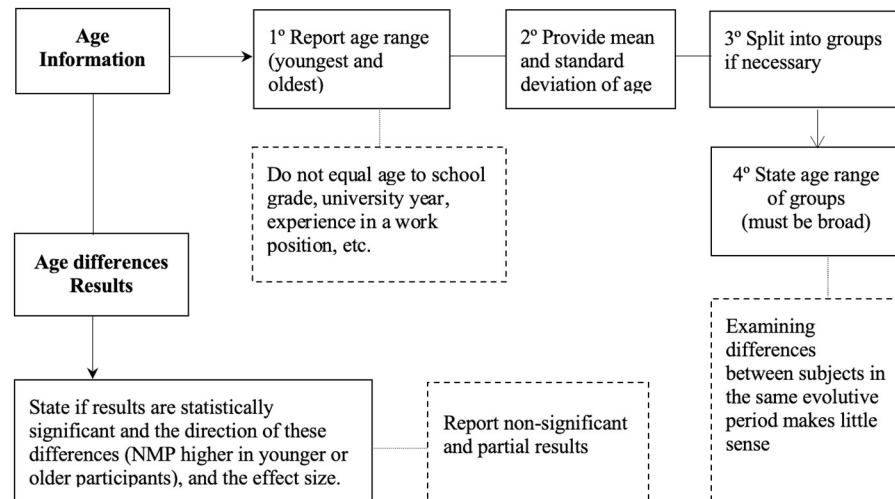 Age
Information
1º Report age range
(youngest and
oldest)
2º Provide mean
and standard
deviation of age
3º Split into groups
if necessary
Do not equal age to school
grade, university year,
experience in a work
position, etc.
4º State age range
of groups
(must be broad)
Age differences
Results
Examining
differences
between subjects in
the same evolutive
period makes little
sense
State if results are statistically
significant and the direction of these
differences (NMP higher in younger or
older participants), and the effect size.
Report non-significant
and partial results